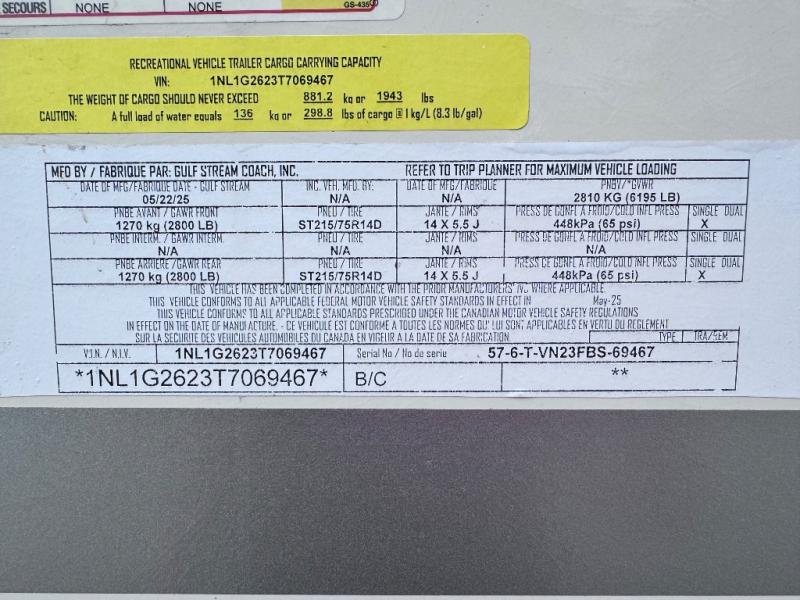 SECOURS NONE NONE GS-435
RECREATIONAL VEHICLE TRAILER CARGO CARRYING CAPACITY
VIN: 1NL1G2623T7069467
THE WEIGHT OF CARGO SHOULD NEVER EXCEED 881.2 kg or 1943 lbs
CAUTION: A full load of water equals 136 kg or 298.8 lbs of cargo @ 1 kg/L (8.3 lb/gal)
MFD BY / FABRIQUE PAR: GULF STREAM COACH, INC. REFER TO TRIP PLANNER FOR MAXIMUM VEHICLE LOADING
DATE OF MFG/FABRIQUE DATE - GULF STREAM INC. VEH. MFD. BY: DATE OF MFG/FABRIQUE PNBV/*GVWR
05/22/25 N/A N/A 2810 KG (6195 LB)
PNBE AVANT / GAWR FRONT PNEU / TIRE JANTE / RIMS PRESS DE GONFL A FROID/COLD INFL PRESS SINGLE DUAL
1270 kg (2800 LB) ST215/75R14D 14 X 5.5 J 448kPa (65 psi) X
PNBE INTERM. / GAWR INTERM. PNEU / TIRE JANTE / RIMS PRESS DE GONFL A FROID/COLD INFL PRESS SINGLE DUAL
N/A N/A N/A N/A
PNBE ARRIERE /GAWR REAR PNEU / TIRE JANTE / RIMS PRESS DE GONFL A FROID/COLD INFL PRESS SINGLE DUAL
1270 kg (2800 LB) ST215/75R14D 14 X 5.5 J 448kPa (65 psi) X
THIS VEHICLE HAS BEEN COMPLETED IN ACCORDANCE WITH THE PRIOR MANUFACTURERS' IVC WHERE APPLICABLE.
THIS VEHICLE CONFORMS TO ALL APPLICABLE FEDERAL MOTOR VEHICLE SAFETY STANDARDS IN EFFECT IN May-25
THIS VEHICLE CONFORMS TO ALL APPLICABLE STANDARDS PRESCRIBED UNDER THE CANADIAN MOTOR VEHICLE SAFETY REGULATIONS
IN EFFECT ON THE DATE OF MANUFACTURE. - CE VEHICULE EST CONFORME A TOUTES LES NORMES QU' LUI SONT APPLICABLES EN VERTU DU REGLEMENT
SUR LA SECURITE DES VEHICULES AUTOMOBILES DU CANADA EN VIGEUR A LA DATE DE SA FABRICATION. TYPE TRA/SEM
V.I.N. / N.I.V. 1NL1G2623T7069467 Serial No / No de serie 57-6-T-VN23FBS-69467
*1NL1G2623T7069467* B/C **